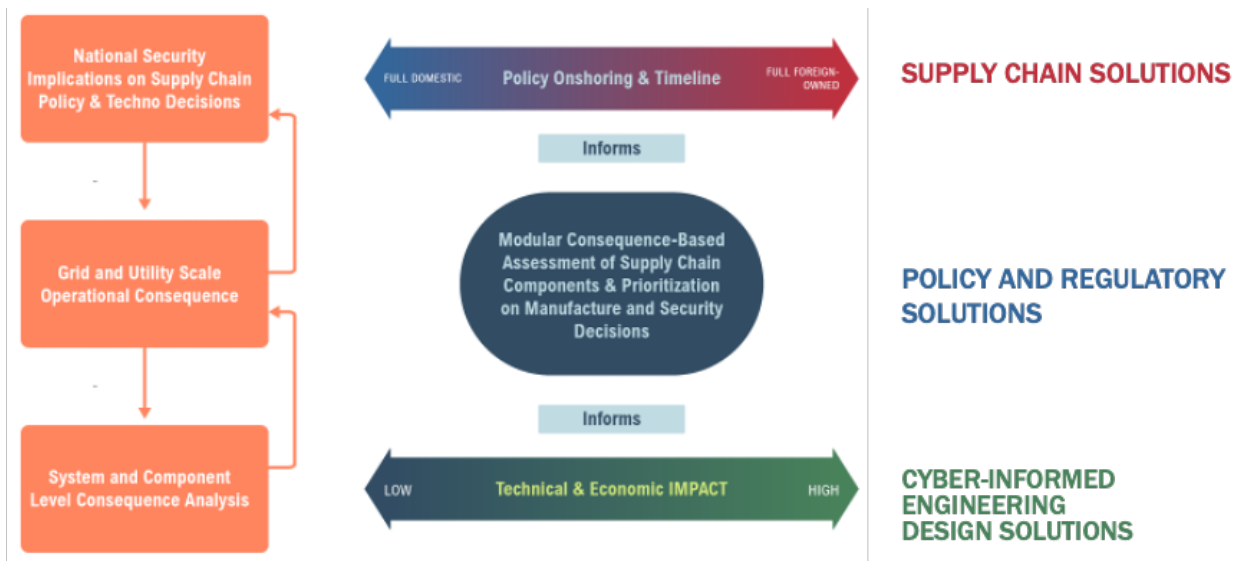 National Security
Implications on Supply Chain
Policy & Techno Decisions
Grid and Utility Scale
Operational Consequence
System and Component
Level Consequence Analysis
FULL DOMESTIC
Policy Onshoring & Timeline
FULL FOREIGN-
OWNED
Informs
Modular Consequence-Based
Assessment of Supply Chain
Components & Prioritization
on Manufacture and Security
Decisions
Informs
LOW
Technical & Economic IMPACT
HIGH
SUPPLY CHAIN SOLUTIONS
POLICY AND REGULATORY
SOLUTIONS
CYBER-INFORMED
ENGINEERING
DESIGN SOLUTIONS